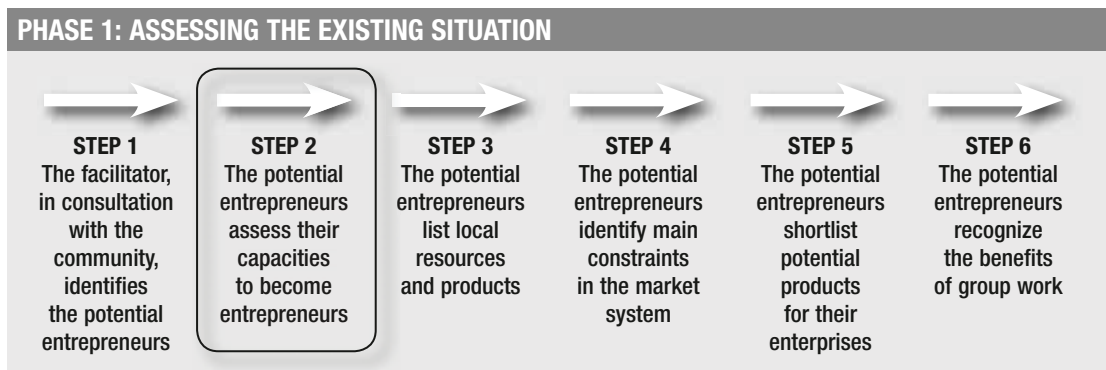 PHASE 1: ASSESSING THE EXISTING SITUATION
STEP 1
The facilitator,
in consultation
with the
community,
identifies
the potential
entrepreneurs
STEP 2
The potential
entrepreneurs
assess their
capacities
to become
entrepreneurs
STEP 3
The potential
entrepreneurs
list local
resources
and products
STEP 4
The potential
entrepreneurs
identify main
constraints
in the market
system
STEP 5
The potential
entrepreneurs
shortlist
potential
products
for their
enterprises
STEP 6
The potential
entrepreneurs
recognize
the benefits
of group work